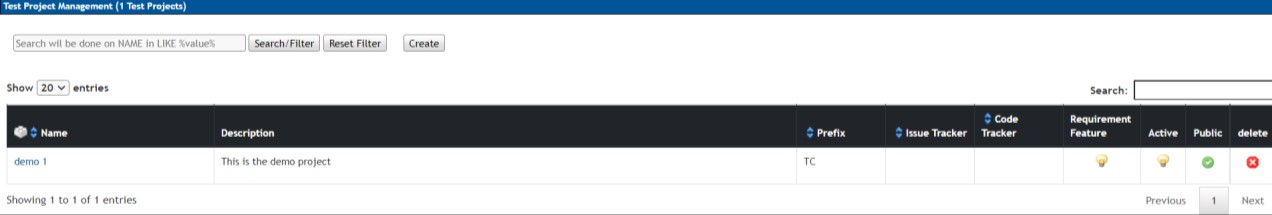 Test Project Management (1 Test Projects)
Search wil be done on NAME in LIKE %value% Search/Filter Reset Filter Create
Show 20 entries Search:
Name Description Prefix Issue Tracker Code Tracker Requirement Feature Active Public delete
demo 1 This is the demo project TC
Showing 1 to 1 of 1 entries Previous 1 Next